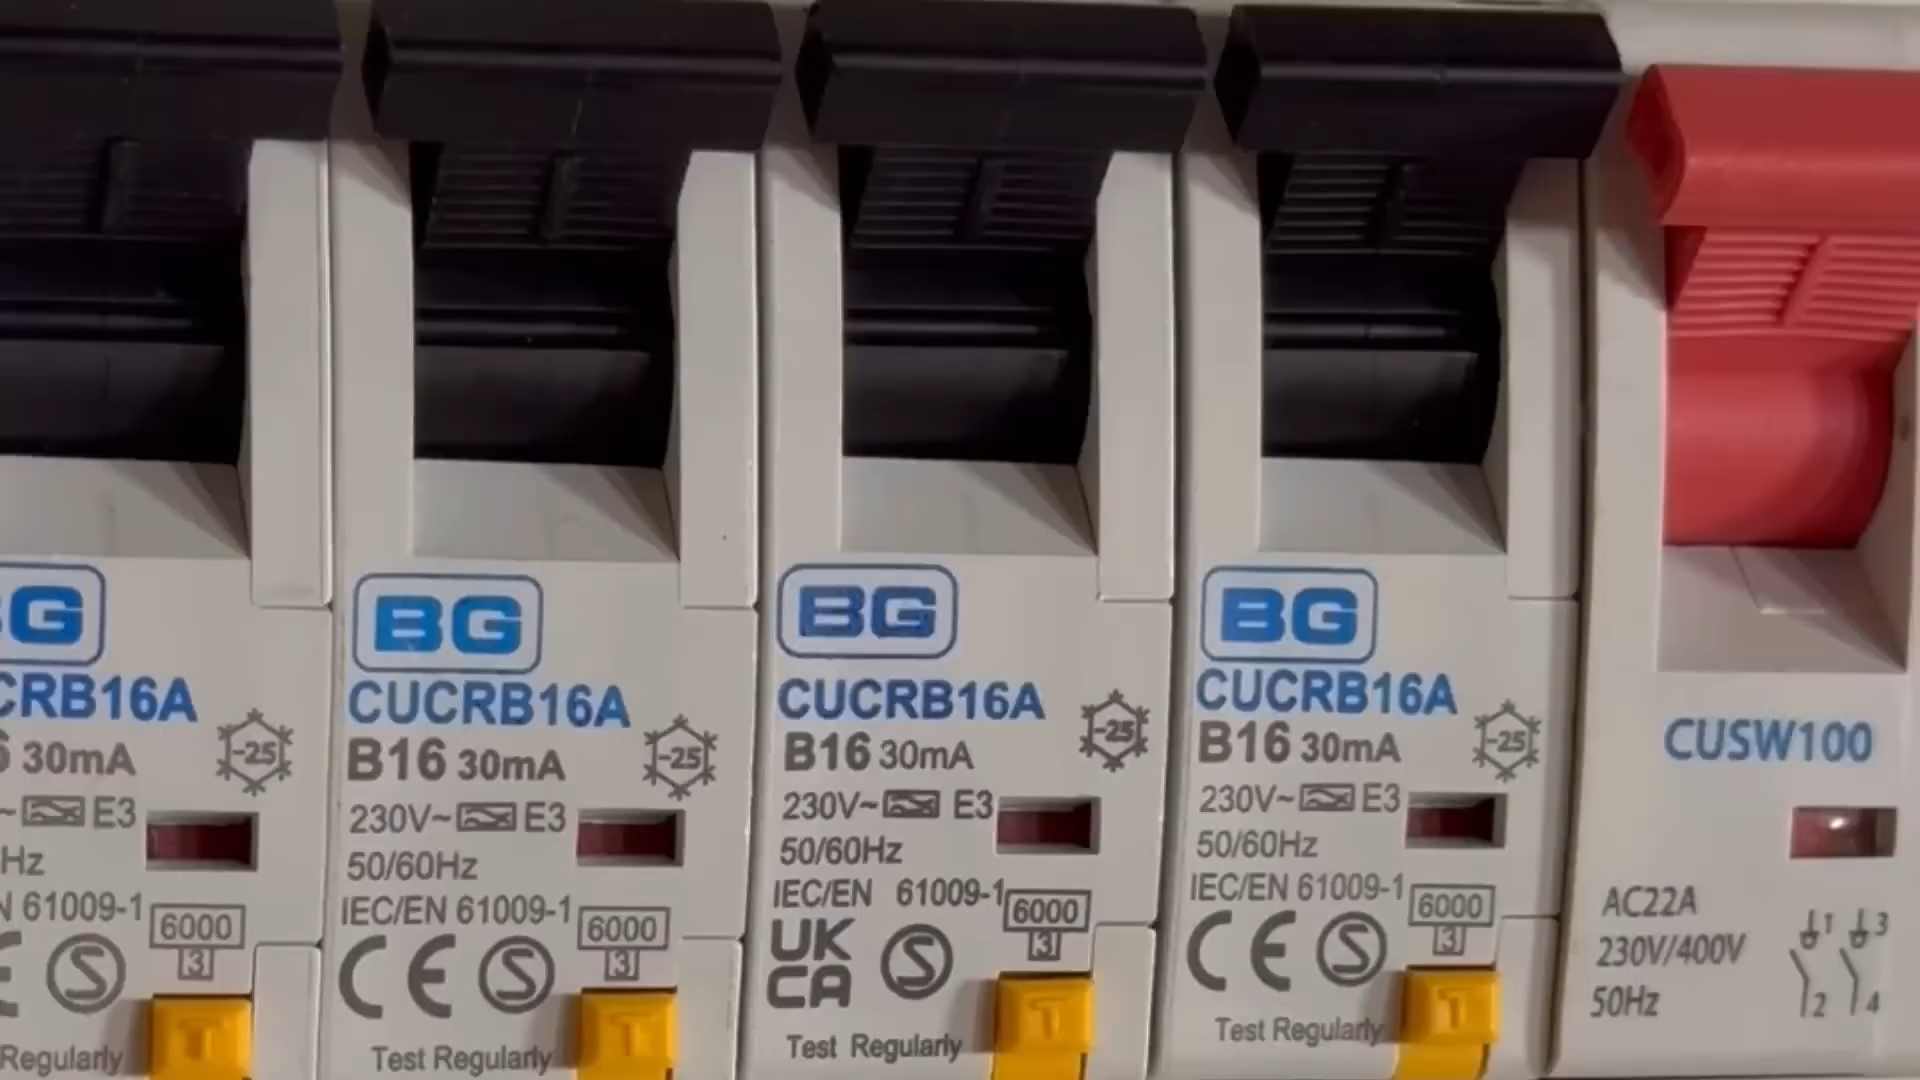 G
CRB16A
30mA
-25
~ E3
Hz
N 61009-1
6000
3
CE S
T
Regularly
BG
CUCRB16A
B16 30mA
-25
230V~ E3
50/60Hz
IEC/EN 61009-1
6000
3
CE S
T
Test Regularly
BG
CUCRB16A
B16 30mA
-25
230V~ E3
50/60Hz
IEC/EN 61009-1
6000
3
UK
CA S
T
Test Regularly
BG
CUCRB16A
B16 30mA
-25
230V~ E3
50/60Hz
IEC/EN 61009-1
6000
3
CE S
T
Test Regularly
CUSW100
AC22A
230V/400V
50Hz
1 3
2 4